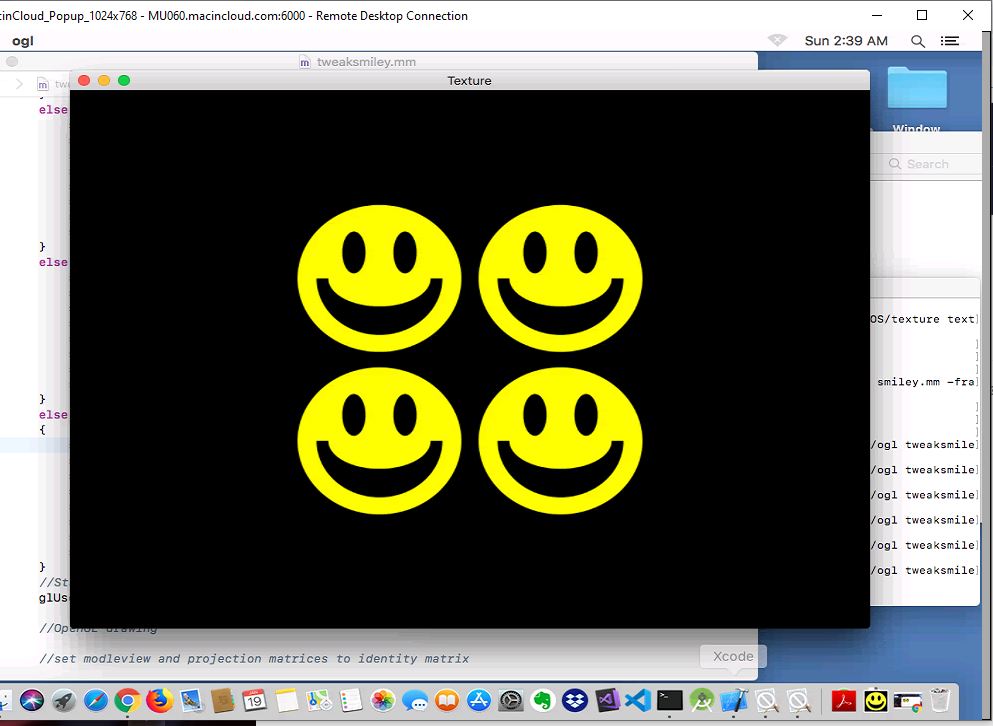 cinCloud_Popup_1024x768 - MU060.macincloud.com:6000 - Remote Desktop Connection
ogl
Sun 2:39 AM
tweaksmiley.mm
Texture
Window
Search
else
}
else
}
else
{
}
//St
glUs
//OpenGL drawing
//set modleview and projection matrices to identity matrix
OS/texture text]
]
]
]
smiley.mm -fra]
]
]
]
/ogl tweaksmile]
/ogl tweaksmile]
/ogl tweaksmile]
/ogl tweaksmile]
/ogl tweaksmile]
/ogl tweaksmile]
Xcode
19